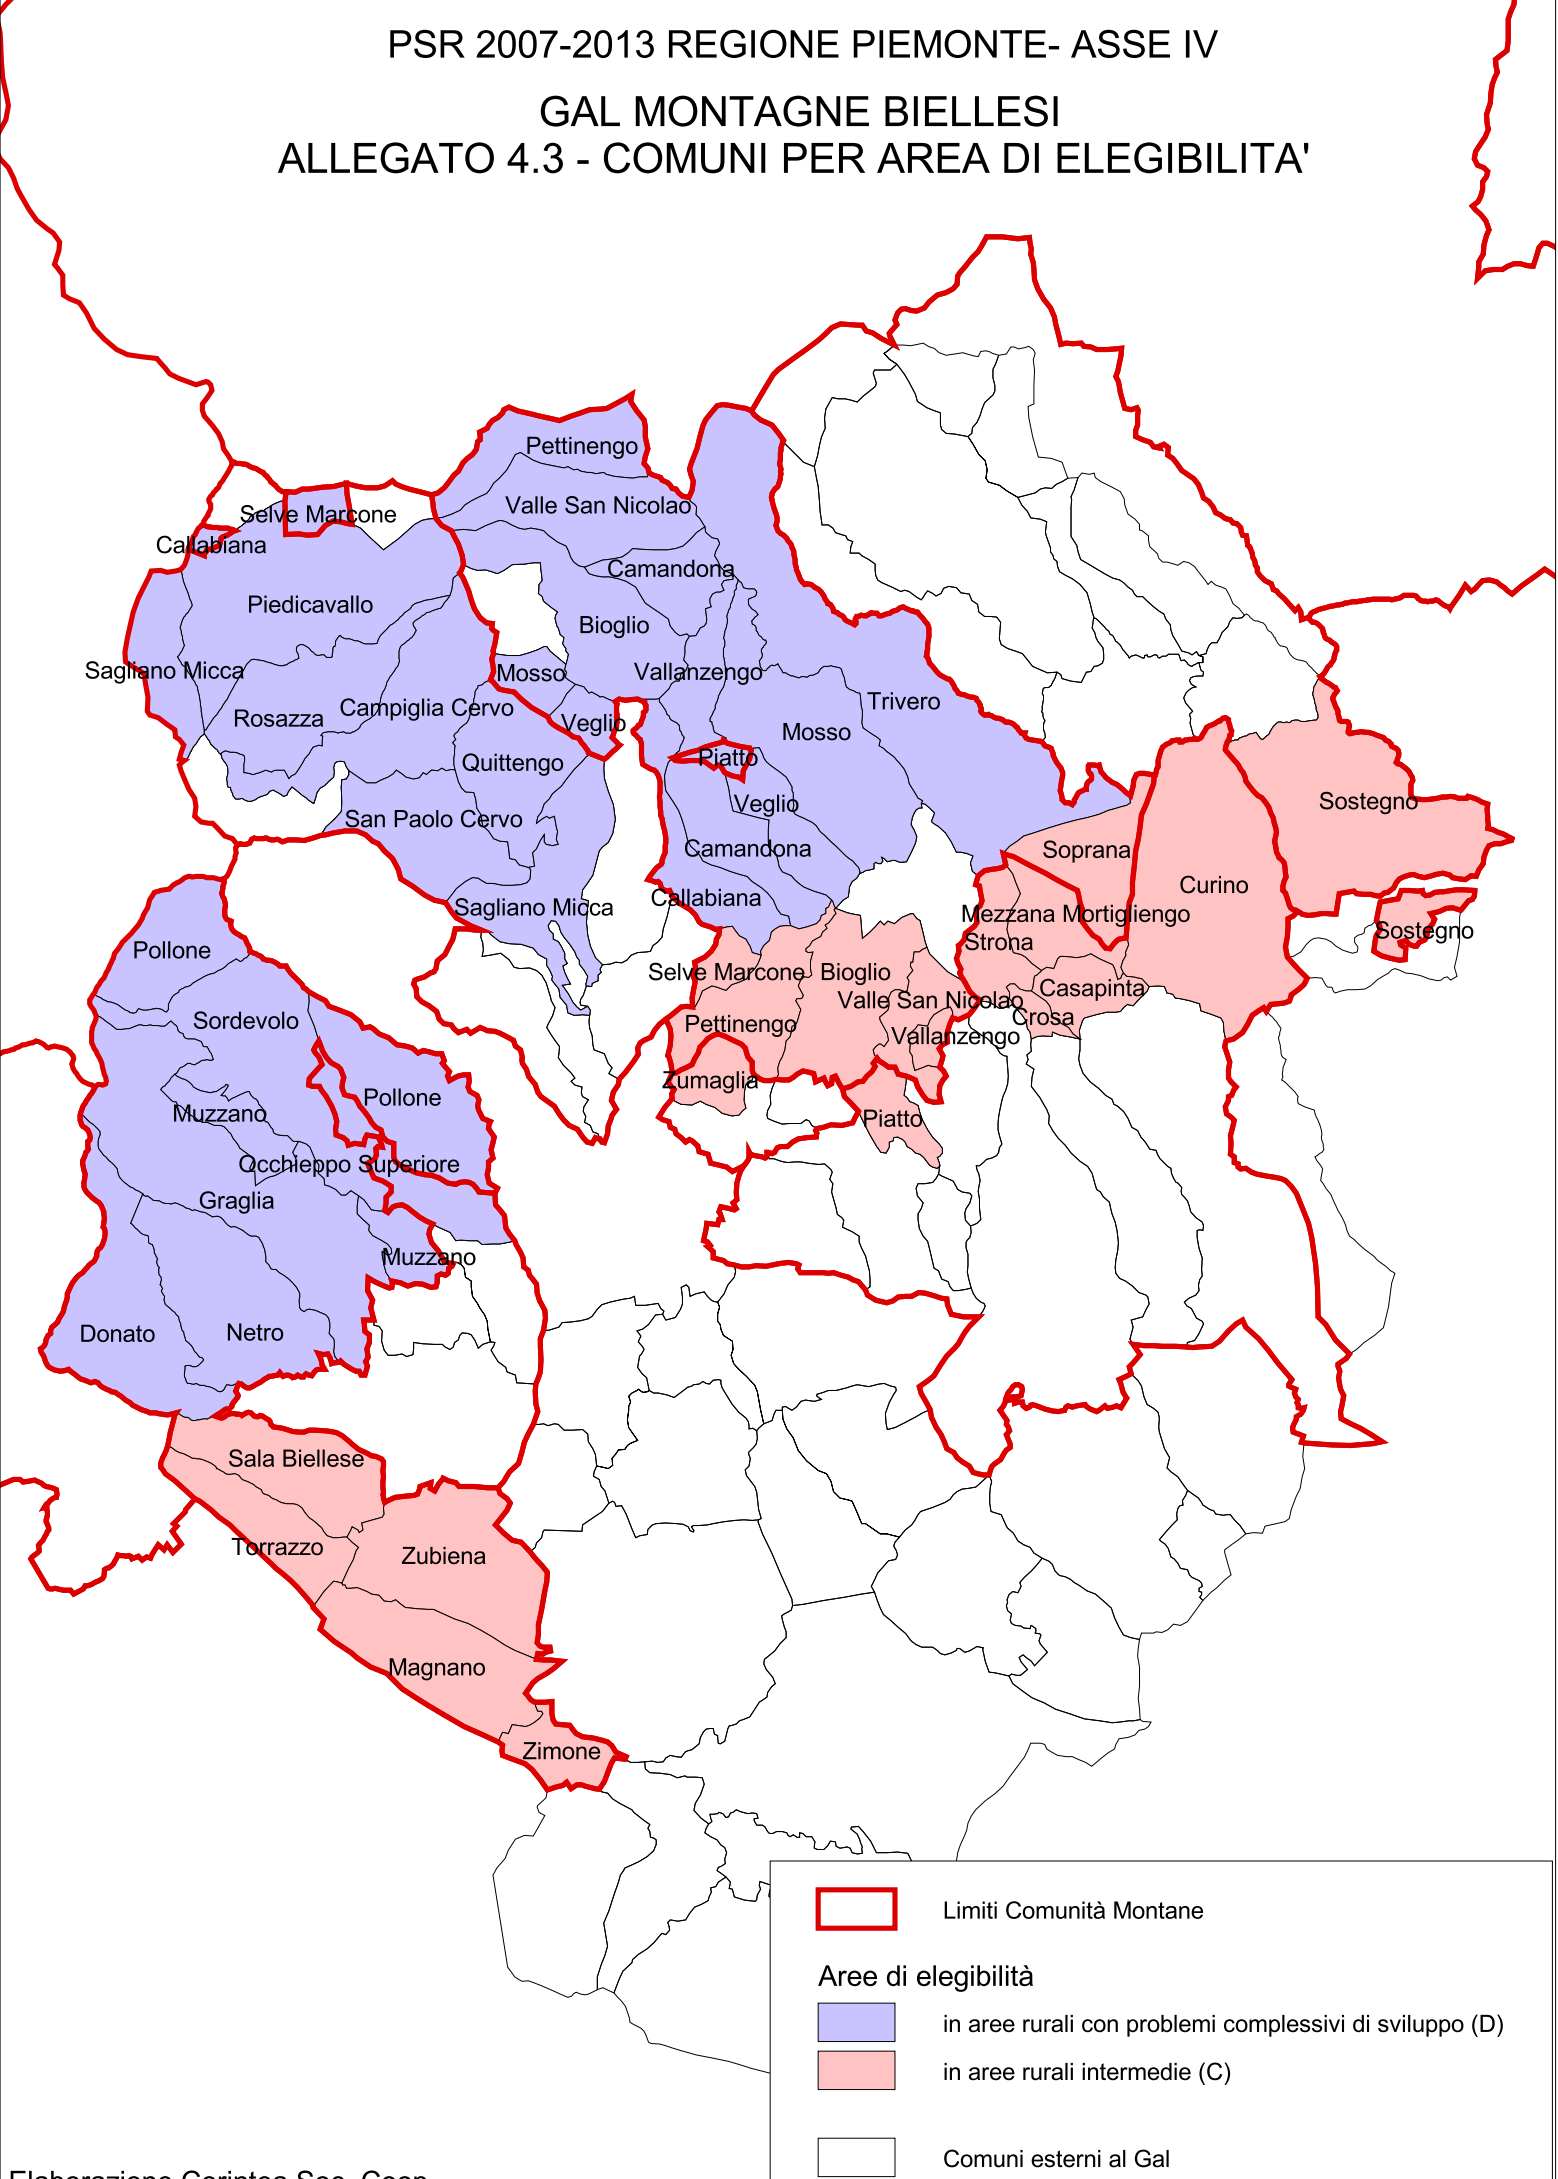 PSR 2007-2013 REGIONE PIEMONTE- ASSE IV
GAL MONTAGNE BIELLESI
ALLEGATO 4.3 - COMUNI PER AREA DI ELEGIBILITA'
Pettinengo
Valle San Nicolao
Selve Marcone
Callabiana
Camandona
Piedicavallo
Bioglio
Sagliano Micca
Mosso
Vallanzengo
Trivero
Rosazza
Campiglia Cervo
Veglio
Mosso
Quittengo
Piatto
Veglio
Sostegno
San Paolo Cervo
Camandona
Soprana
Curino
Callabiana
Sagliano Micca
Mezzana Mortigliengo
Sostegno
Strona
Pollone
Selve Marcone
Bioglio
Casapinta
Valle San Nicolao
Crosa
Sordevolo
Pettinengo
Vallanzengo
Zumaglia
Pollone
Muzzano
Piatto
Occhieppo Superiore
Graglia
Muzzano
Donato
Netro
Sala Biellese
Torrazzo
Zubiena
Magnano
Zimone
Limiti Comunità Montane
Aree di elegibilità
in aree rurali con problemi complessivi di sviluppo (D)
in aree rurali intermedie (C)
Comuni esterni al Gal
Elaborazione Corintea Soc. Coop.